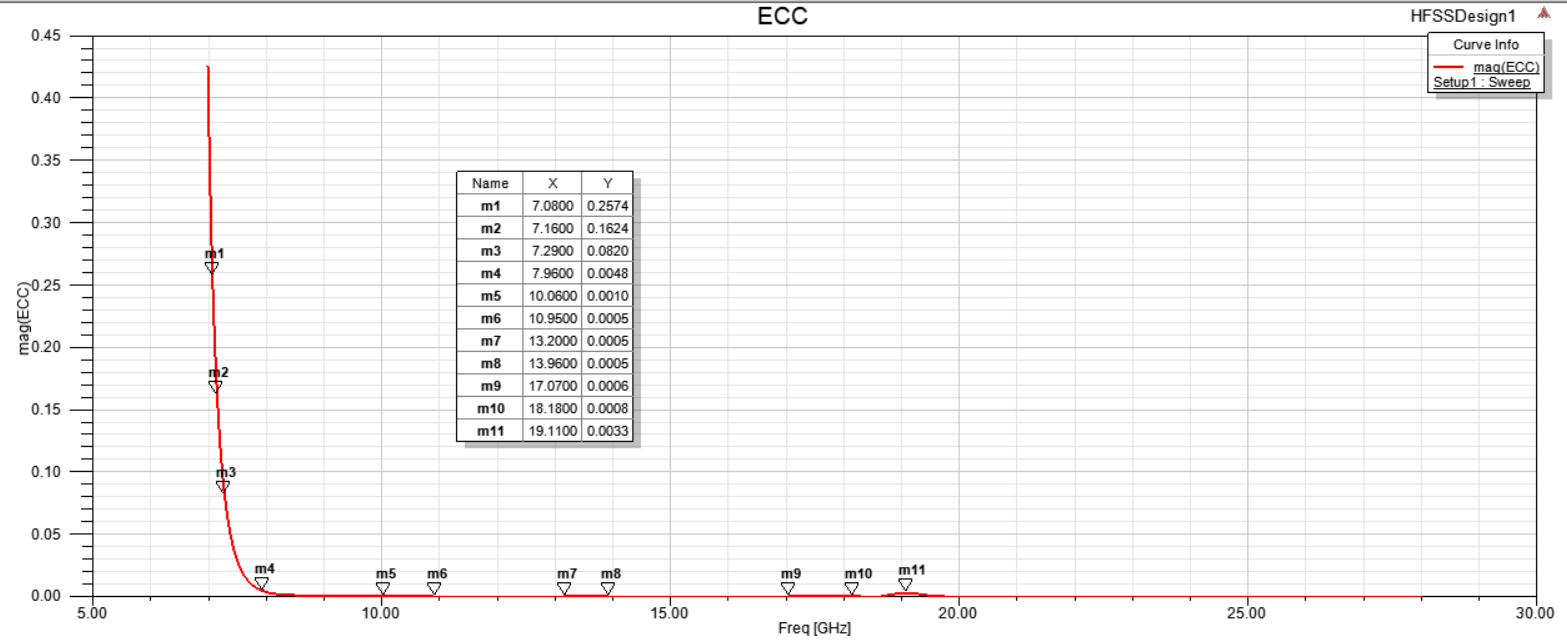 ECC
HFSSDesign1
Curve Info
mag(ECC)
Setup1 : Sweep
0.45
0.40
0.35
0.30
0.25
0.20
0.15
0.10
0.05
0.00
mag(ECC)
Name X Y
m1 7.0800 0.2574
m2 7.1600 0.1624
m3 7.2900 0.0820
m4 7.9600 0.0048
m5 10.0600 0.0010
m6 10.9500 0.0005
m7 13.2000 0.0005
m8 13.9600 0.0005
m9 17.0700 0.0006
m10 18.1800 0.0008
m11 19.1100 0.0033
m1
m2
m3
m4 m5 m6 m7 m8 m9 m10 m11
5.00 10.00 15.00 20.00 25.00 30.00
Freq [GHz]